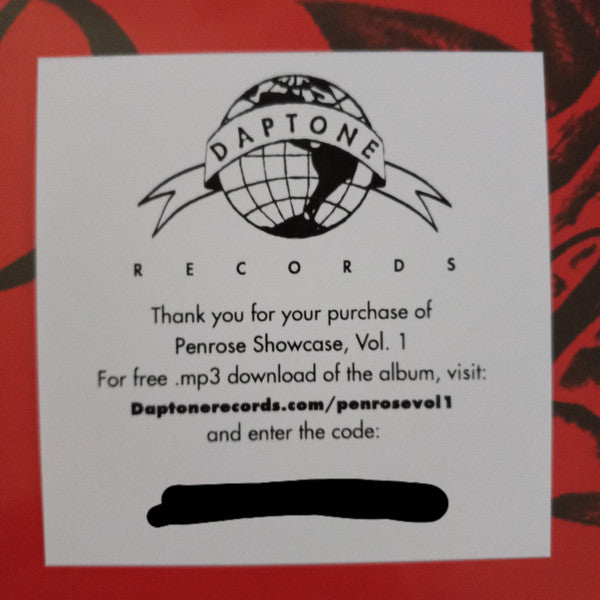 DAPTONE
RECORDS
Thank you for your purchase of
Penrose Showcase, Vol. 1
For free .mp3 download of the album, visit:
Daptonerecords.com/penrosevol1
and enter the code: